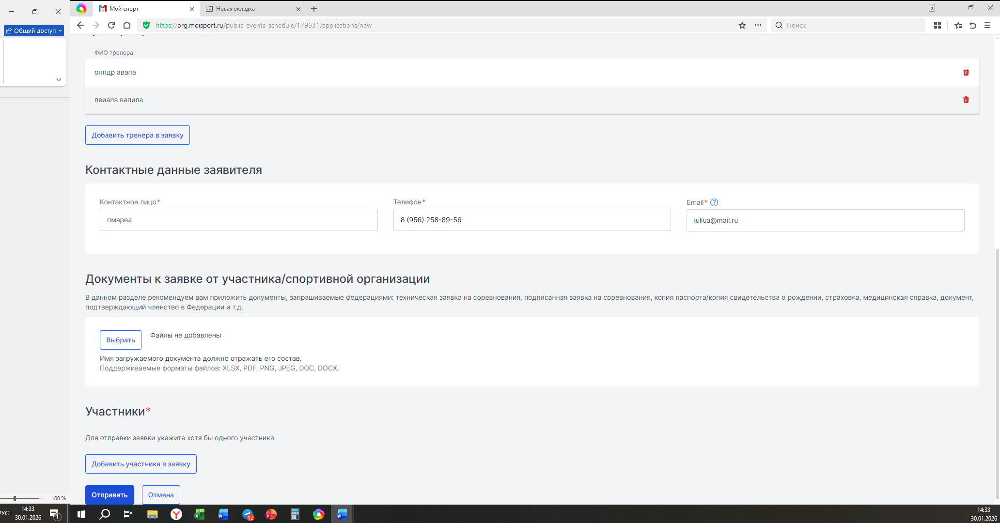 Мой спорт
Новая вкладка
2
Общий доступ
https://org.moisport.ru/public-events-schedule/179631/applications/new
Поиск
ФИО тренера
олпдр авапа
пвиапв вапипа
Добавить тренера в заявку
Контактные данные заявителя
Контактное лицо*
Телефон*
Email* ?
пмареа
8 (956) 258-89-56
iuliua@mail.ru
Документы к заявке от участника/спортивной организации
В данном разделе рекомендуем вам приложить документы, запрашиваемые федерациями: техническая заявка на соревнования, подписанная заявка на соревнования, копия паспорта/копия свидетельства о рождении, страховка, медицинская справка, документ,
подтверждающий членство в Федерации и т.д.
Выбрать
Файлы не добавлены
Имя загружаемого документа должно отражать его состав.
Поддерживаемые форматы файлов: XLSX, PDF, PNG, JPEG, DOC, DOCX.
Участники*
Для отправки заявки укажите хотя бы одного участника
Добавить участника в заявку
Отправить
Отмена
100 %
РУС
14:33
30.01.2026
1
12
14:33
30.01.2026